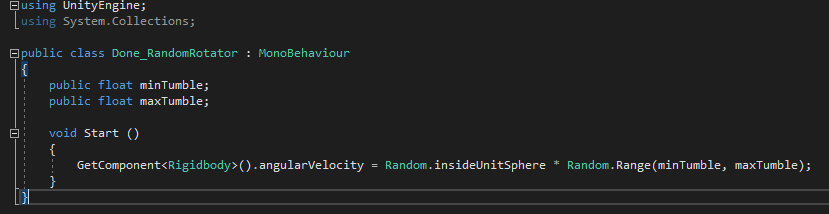 using UnityEngine;
using System.Collections;
public class Done_RandomRotator : MonoBehaviour
{
public float minTumble;
public float maxTumble;
void Start ()
{
GetComponent<Rigidbody>().angularVelocity = Random.insideUnitSphere * Random.Range(minTumble, maxTumble);
}
}